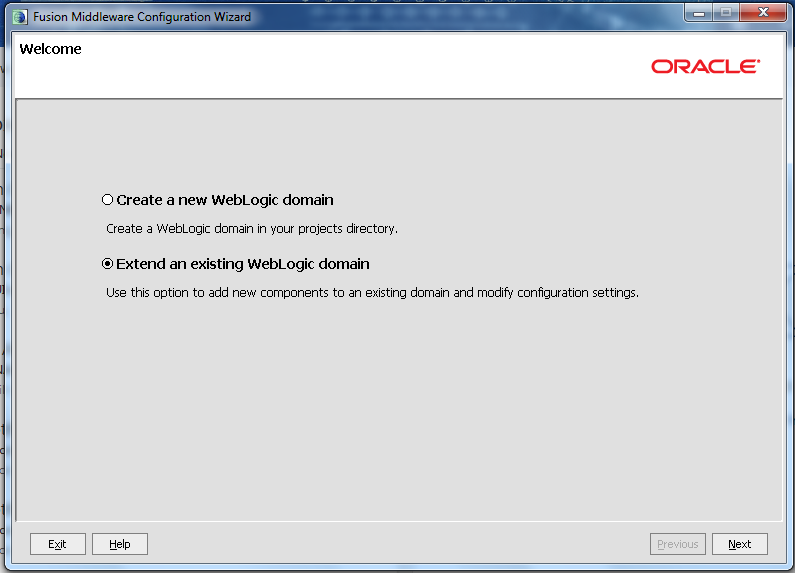 Fusion Middleware Configuration Wizard
Welcome
ORACLE
Create a new WebLogic domain
Create a WebLogic domain in your projects directory.
Extend an existing WebLogic domain
Use this option to add new components to an existing domain and modify configuration settings.
Exit Help Previous Next